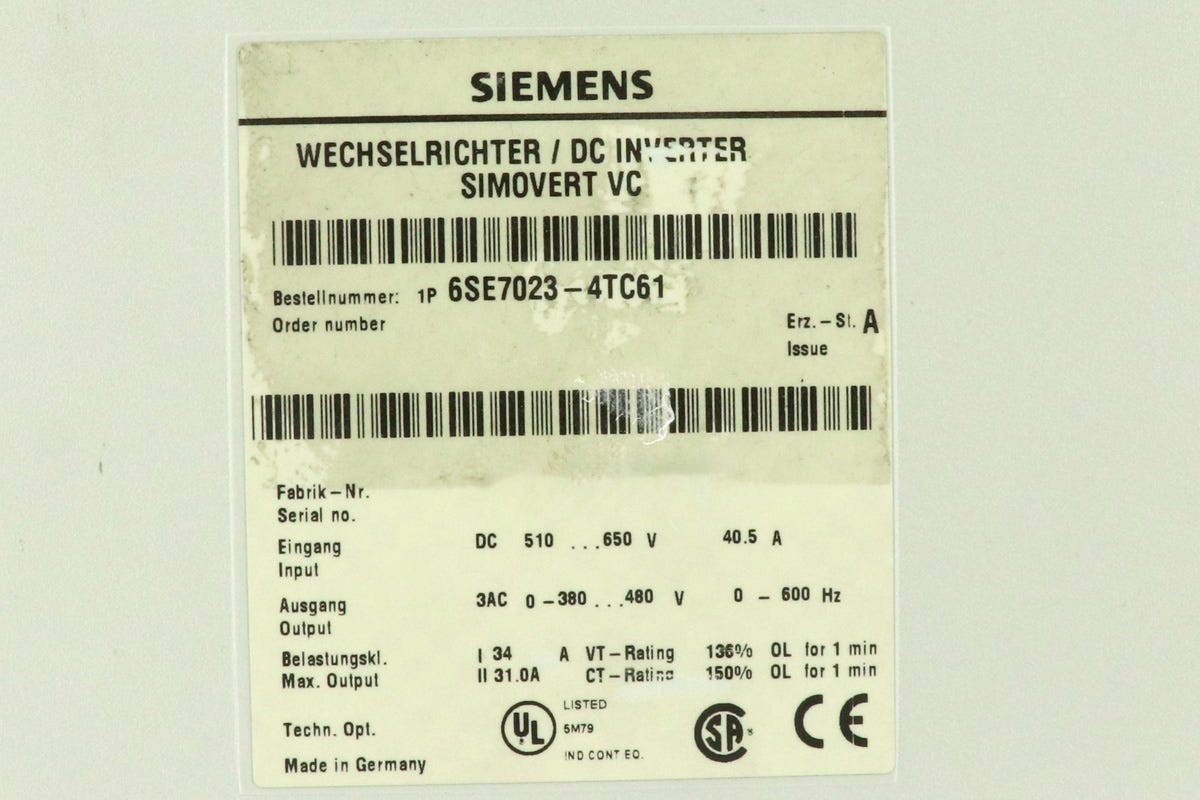 SIEMENS
WECHSELRICHTER / DC INVERTER
SIMOVERT VC
Bestellnummer: 1P 6SE7023-4TC61
Order number
Erz.-St. A
Issue
Fabrik-Nr.
Serial no.
Eingang DC 510 ...650 V 40.5 A
Input
Ausgang 3AC 0-380...480 V 0 - 600 Hz
Output
Belastungskl. I 34 A VT-Rating 136% OL for 1 min
Max. Output II 31.0A CT-Rating 150% OL for 1 min
LISTED
Techn. Opt. UL 5M79 SA CE
IND CONT EQ.
Made in Germany